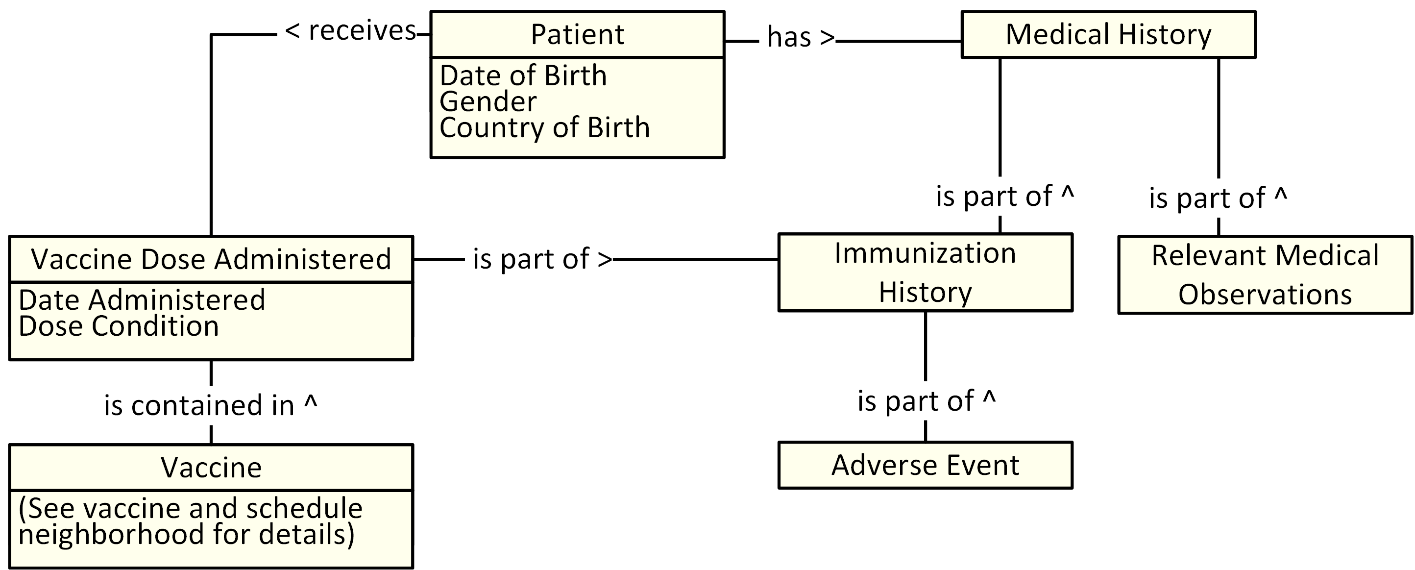 < receives
Patient
has >
Medical History
Date of Birth
Gender
Country of Birth
is part of ^
is part of ^
Vaccine Dose Administered
is part of >
Immunization
History
Relevant Medical
Observations
Date Administered
Dose Condition
is contained in ^
is part of ^
Vaccine
Adverse Event
(See vaccine and schedule
neighborhood for details)